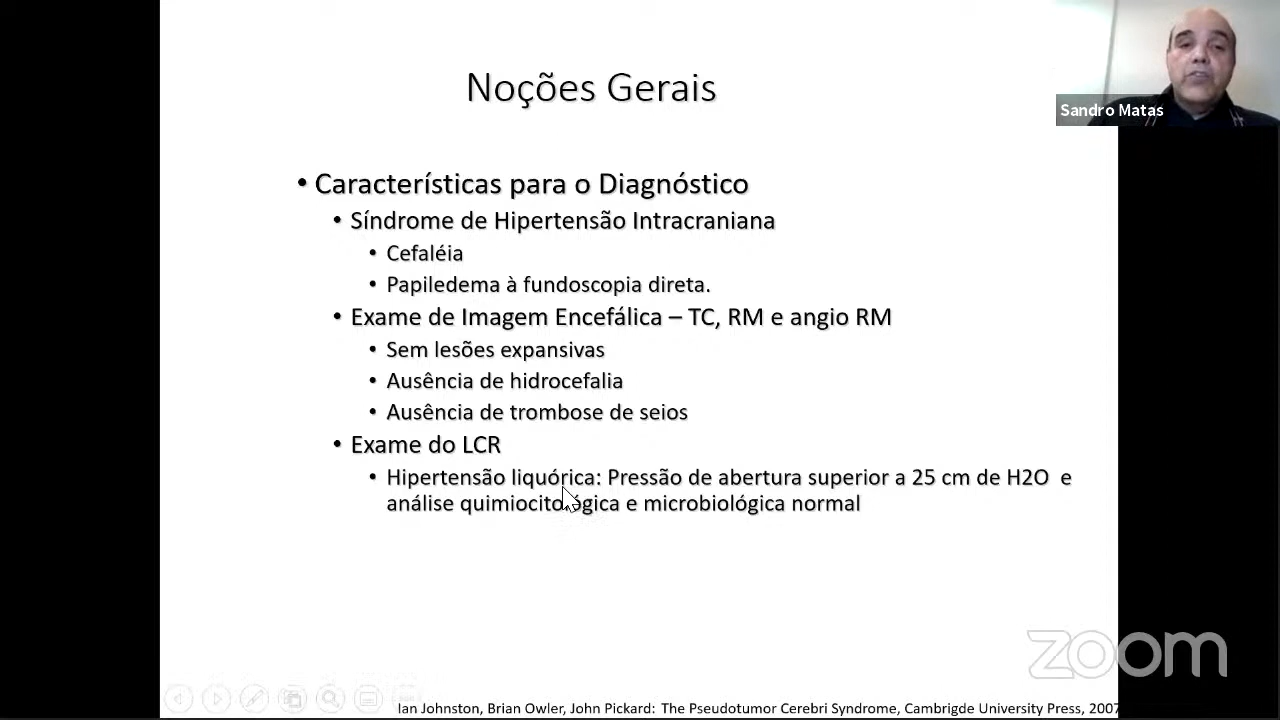 Noções Gerais
Sandro Matas
• Características para o Diagnóstico
• Síndrome de Hipertensão Intracraniana
• Cefaléia
• Papiledema à fundoscopia direta.
• Exame de Imagem Encefálica – TC, RM e angio RM
• Sem lesões expansivas
• Ausência de hidrocefalia
• Ausência de trombose de seios
• Exame do LCR
• Hipertensão liquórica: Pressão de abertura superior a 25 cm de H2O e
análise quimiocitológica e microbiológica normal
zoom
Ian Johnston, Brian Owler, John Pickard: The Pseudotumor Cerebri Syndrome, Cambrigde University Press, 2007